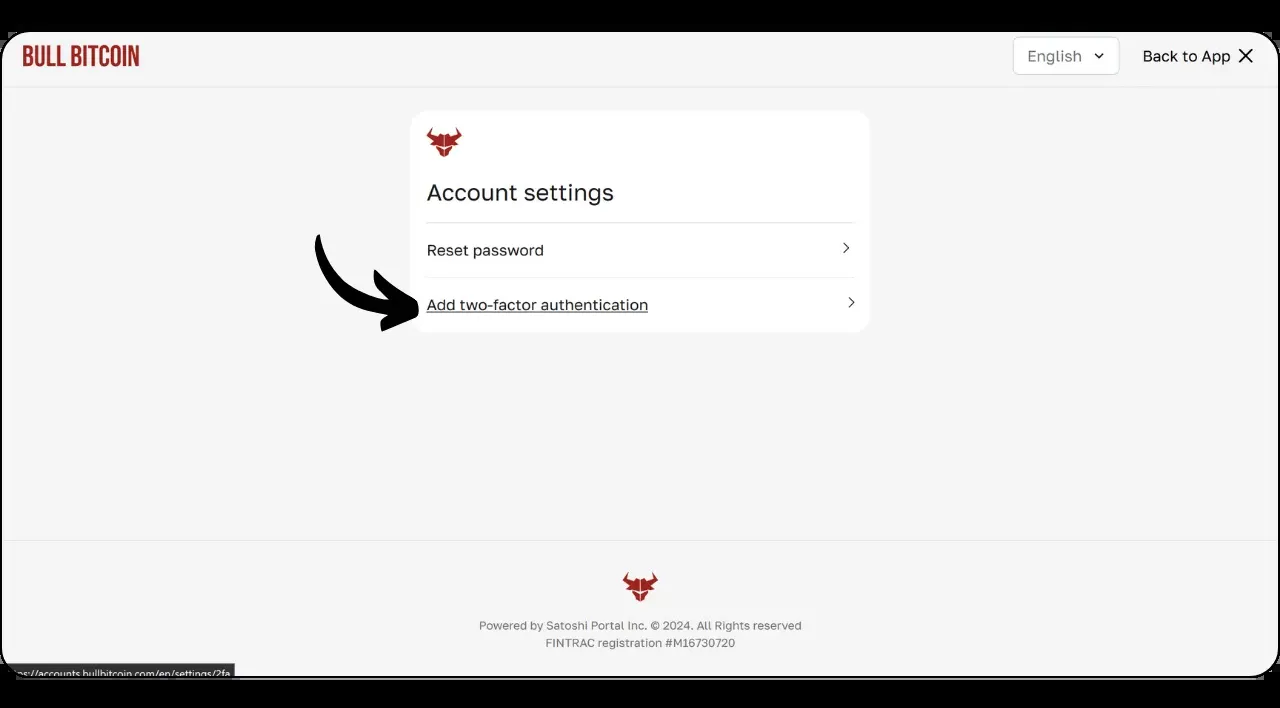 BULL BITCOIN
English
Back to App
Account settings
Reset password
Add two-factor authentication
Powered by Satoshi Portal Inc. © 2024. All Rights reserved
FINTRAC registration #M16730720
ps://accounts.bullbitcoin.com/en/settings/2fa